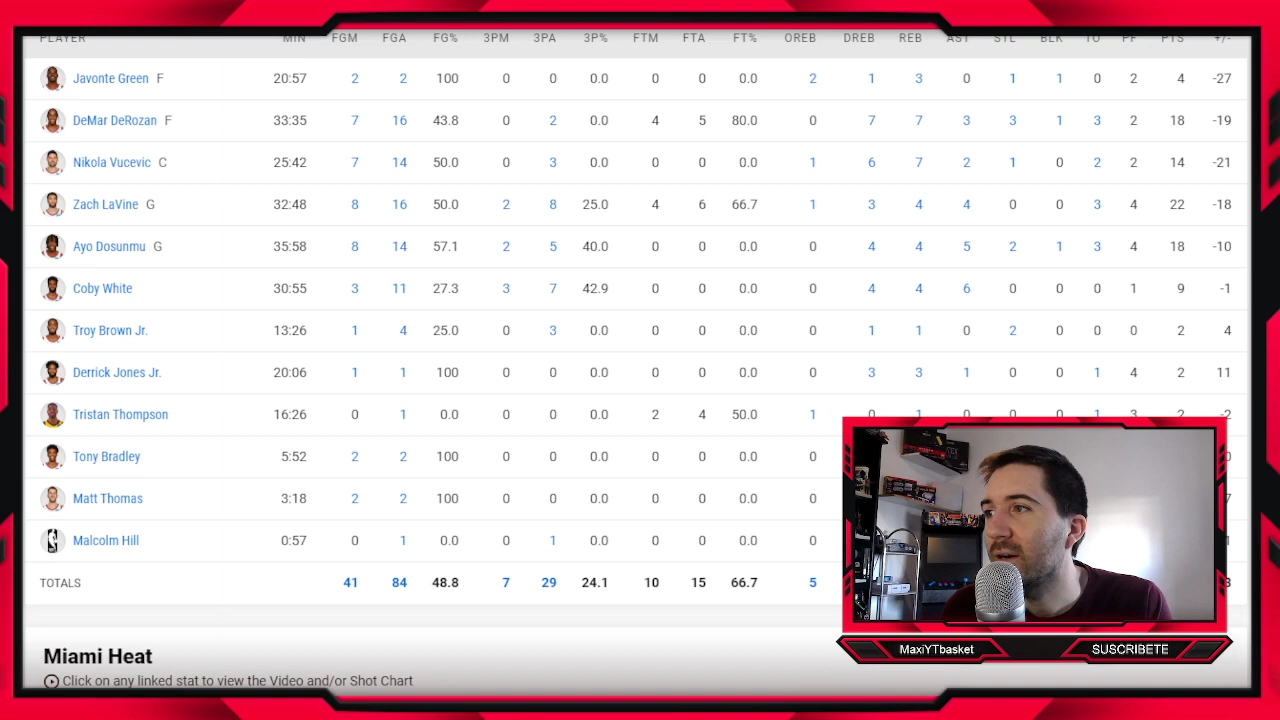 PLAYER MIN FGM FGA FG% 3PM 3PA 3P% FTM FTA FT% OREB DREB REB AST STL BLK TO PF PTS +/-
Javonte Green F 20:57 2 2 100 0 0 0.0 0 0 0.0 2 1 3 0 1 1 0 2 4 -27
DeMar DeRozan F 33:35 7 16 43.8 0 2 0.0 4 5 80.0 0 7 7 3 3 1 3 2 18 -19
Nikola Vucevic C 25:42 7 14 50.0 0 3 0.0 0 0 0.0 1 6 7 2 1 0 2 2 14 -21
Zach LaVine G 32:48 8 16 50.0 2 8 25.0 4 6 66.7 1 3 4 4 0 0 3 4 22 -18
Ayo Dosunmu G 35:58 8 14 57.1 2 5 40.0 0 0 0.0 0 4 4 5 2 1 3 4 18 -10
Coby White 30:55 3 11 27.3 3 7 42.9 0 0 0.0 0 4 4 6 0 0 0 1 9 -1
Troy Brown Jr. 13:26 1 4 25.0 0 3 0.0 0 0 0.0 0 1 1 0 2 0 0 0 2 4
Derrick Jones Jr. 20:06 1 1 100 0 0 0.0 0 0 0.0 0 3 3 1 0 0 1 4 2 11
Tristan Thompson 16:26 0 1 0.0 0 0 0.0 2 4 50.0 1 0 1 0 0 0 1 3 2 -2
Tony Bradley 5:52 2 2 100 0 0 0.0 0 0 0.0 0
Matt Thomas 3:18 2 2 100 0 0 0.0 0 0 0.0 0
Malcolm Hill 0:57 0 1 0.0 0 1 0.0 0 0 0.0 0
TOTALS 41 84 48.8 7 29 24.1 10 15 66.7 5
MaxiYTbasket SUSCRIBETE
Miami Heat
Click on any linked stat to view the Video and/or Shot Chart